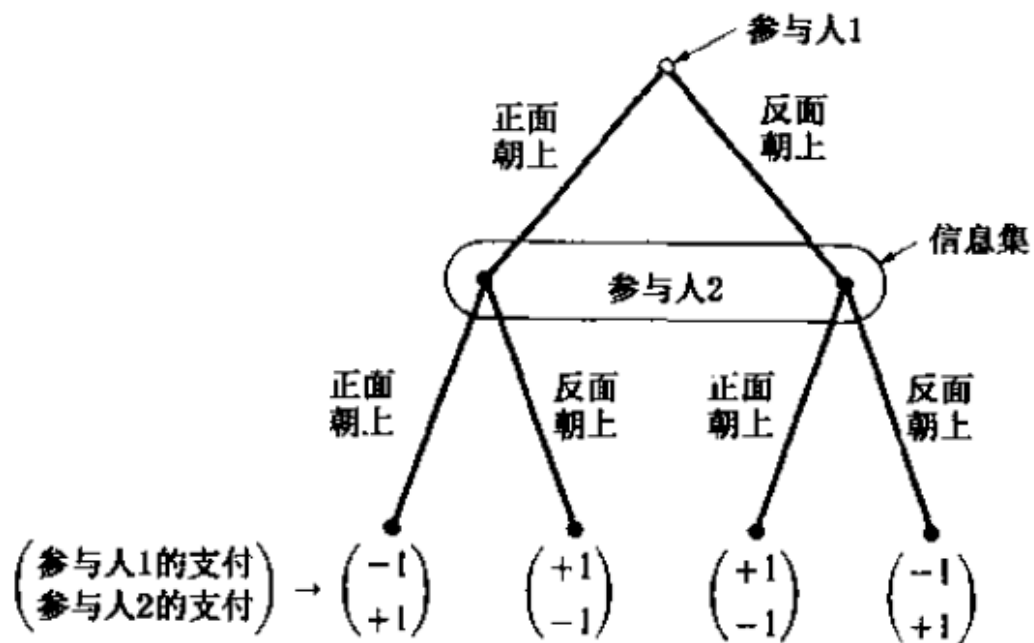 参与人1
正面
朝上
反面
朝上
信息集
参与人2
正面
朝上
反面
朝上
正面
朝上
反面
朝上
参与人1的支付
参与人2的支付
→
-1
+1
+1
-1
+1
-1
-1
+1